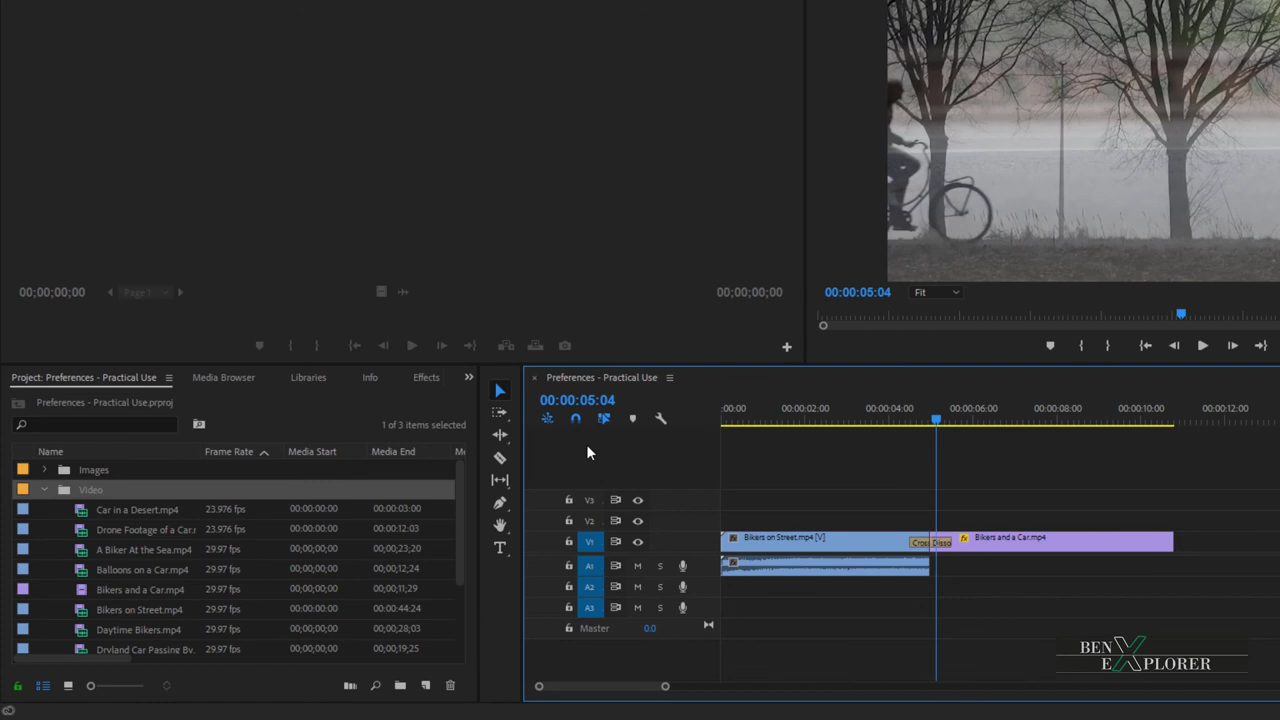 00;00;00;00
Page 1
00;00;00;00
00:00:05:04
Fit
Project: Preferences - Practical Use
Media Browser
Libraries
Info
Effects
Preferences - Practical Use.prproj
1 of 3 items selected
Name
Frame Rate
Media Start
Media End
Me
Images
Video
Car in a Desert.mp4
23.976 fps
00:00:00:00
00:00:03:00
Drone Footage of a Car.r
23.976 fps
00:00:00:00
00:00:12:03
A Biker At the Sea.mp4
29.97 fps
00;00;00;00
00;00;23;20
Balloons on a Car.mp4
29.97 fps
00;00;00;00
00;00;12;24
Bikers and a Car.mp4
29.97 fps
00;00;00;00
00;00;11;29
Bikers on Street.mp4
29.97 fps
00:00:00:00
00:00:44:24
Daytime Bikers.mp4
29.97 fps
00;00;00;00
00;00;28;03
Dryland Car Passing By.
29.97 fps
00;00;00;00
00;00;19;25
Preferences - Practical Use
00:00:05:04
:00:00
00:00:02:00
00:00:04:00
00:00:06:00
00:00:08:00
00:00:10:00
00:00:12:00
V3
V2
V1
Bikers on Street.mp4 [V]
Cross Disso
fx
Bikers and a Car.mp4
A1
M
S
A2
M
S
A3
M
S
Master
0.0
BEN
EXPLORER